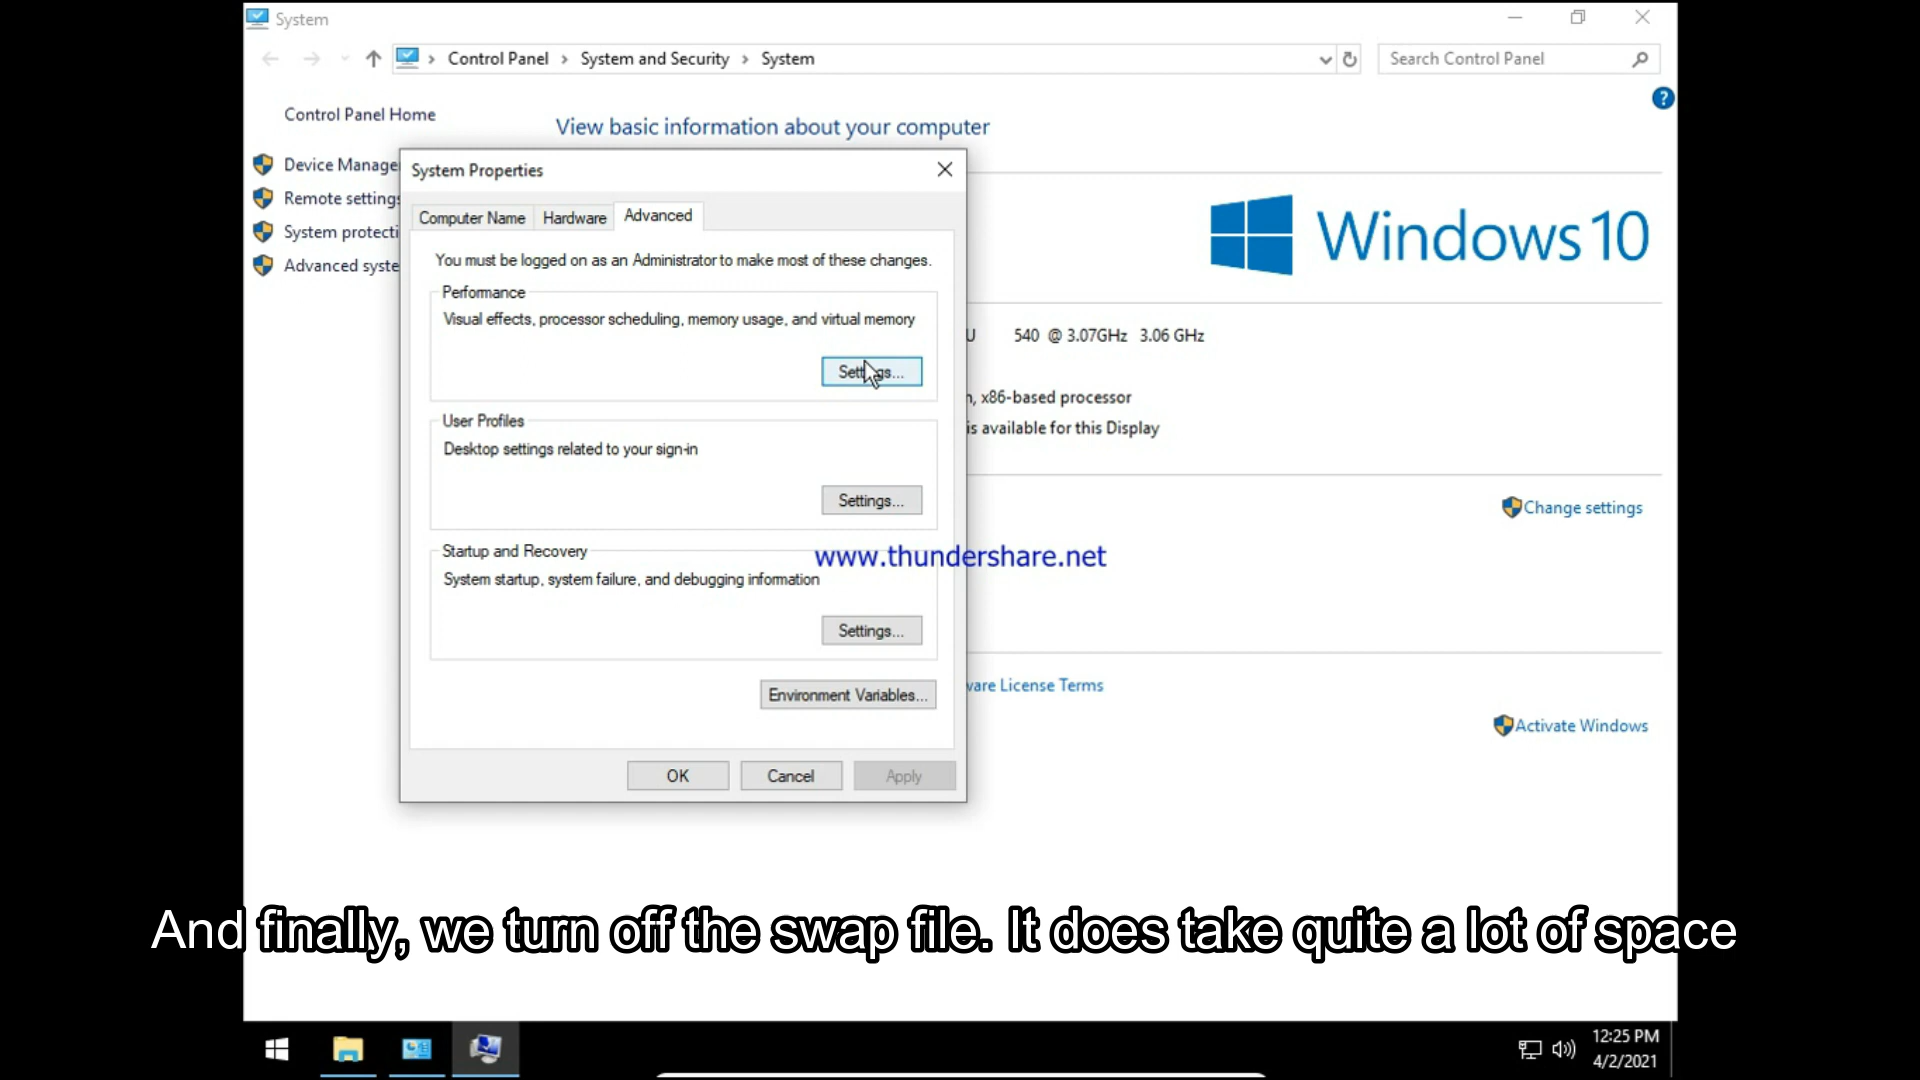 System
Control Panel > System and Security > System
Search Control Panel
Control Panel Home
View basic information about your computer
Device Manage
Remote settings
System protecti
Advanced syste
System Properties
Computer Name
Hardware
Advanced
You must be logged on as an Administrator to make most of these changes.
Performance
Visual effects, processor scheduling, memory usage, and virtual memory
Settings...
User Profiles
Desktop settings related to your sign-in
Settings...
Startup and Recovery
System startup, system failure, and debugging information
Settings...
Environment Variables...
OK
Cancel
Apply
Windows 10
U 540 @ 3.07GHz 3.06 GHz
n, x86-based processor
is available for this Display
Change settings
www.thundershare.net
ware License Terms
Activate Windows
And finally, we turn off the swap file. It does take quite a lot of space
12:25 PM
4/2/2021